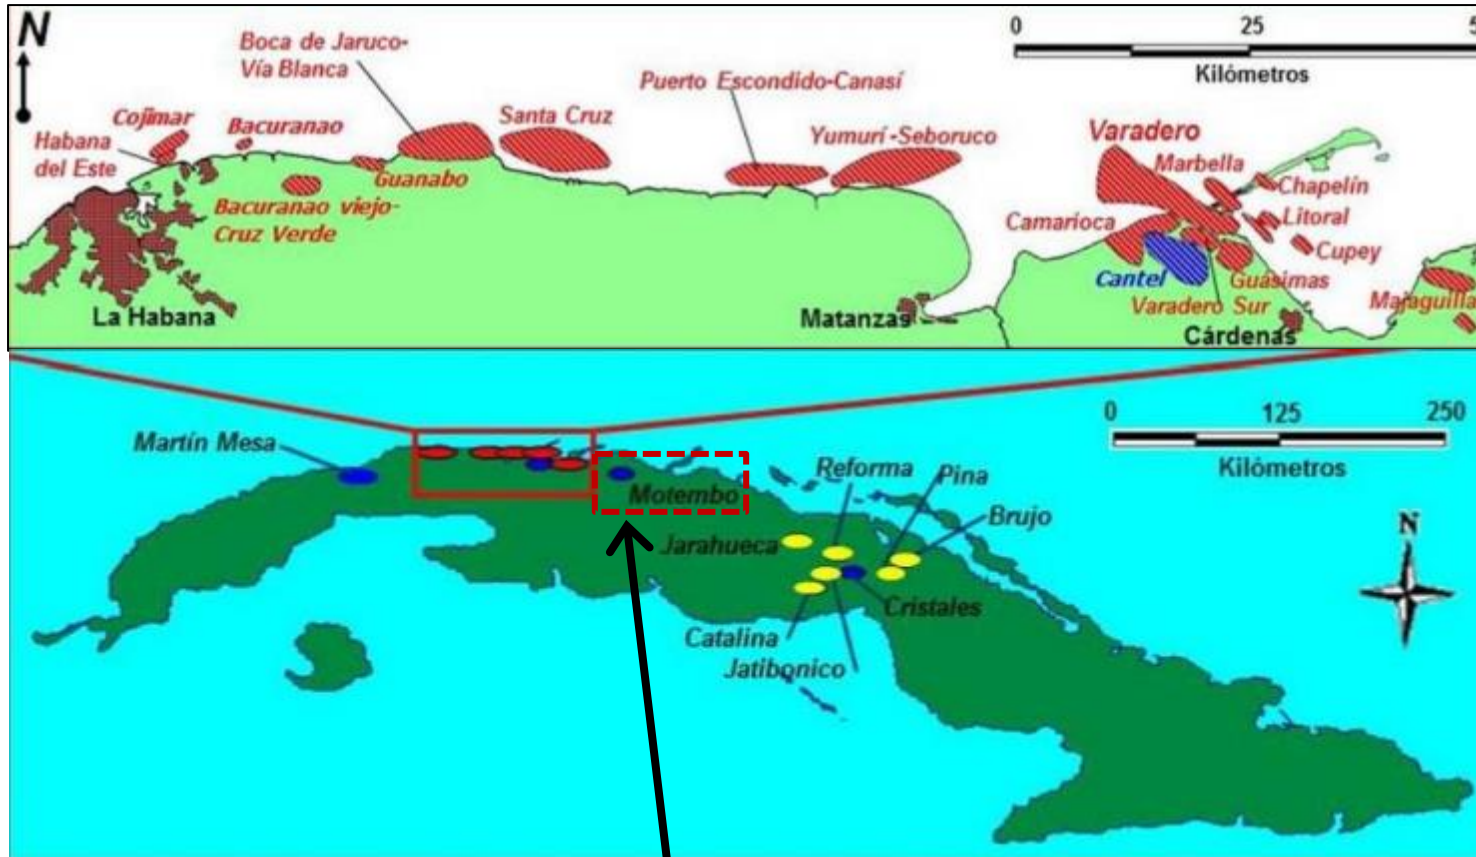 N
0 25 5
Kilómetros
Boca de Jaruco-
Vía Blanca
Puerto Escondido-Canasí
Cojímar
Bacuranao
Santa Cruz
Yumurí-Seboruco
Varadero
Habana
del Este
Marbella
Guanabo
Chapelín
Bacuranao viejo-
Cruz Verde
Camarioca
Litoral
Cupey
Cantel
Guásimas
Varadero Sur
Majaguilla
La Habana
Matanzas
Cárdenas
0 125 250
Kilómetros
Martín Mesa
Reforma
Pina
Motembo
Brujo
N
Jarahueca
Cristales
Catalina
Jatibonico